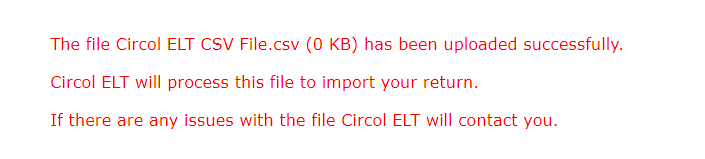 The file Circol ELT CSV File.csv (0 KB) has been uploaded successfully.
Circol ELT will process this file to import your return.
If there are any issues with the file Circol ELT will contact you.